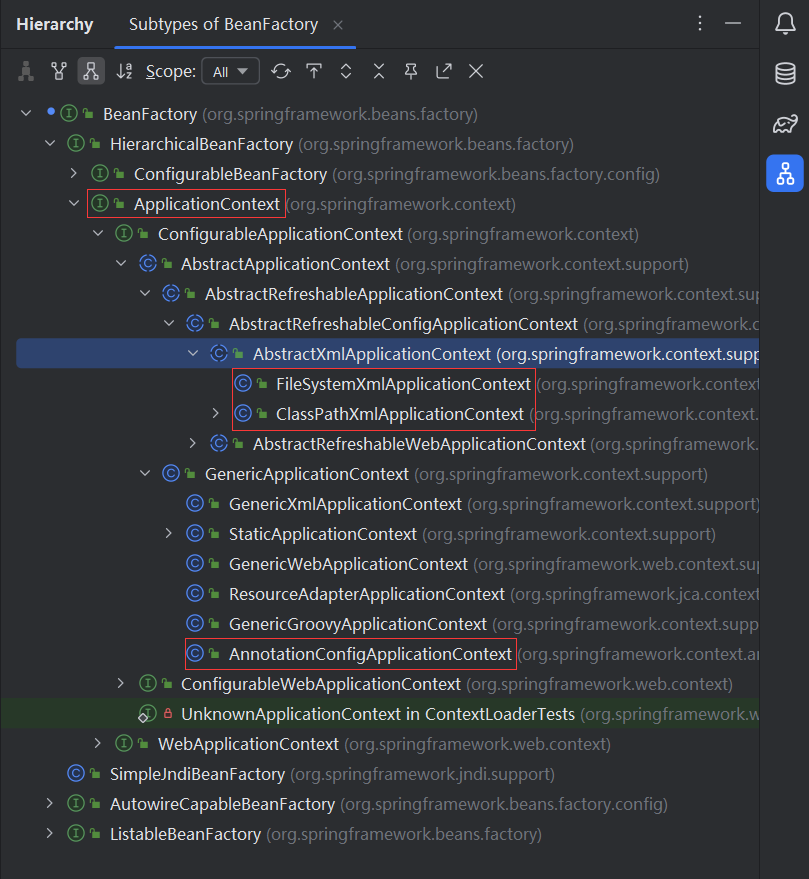 Hierarchy Subtypes of BeanFactory
Scope: All
BeanFactory (org.springframework.beans.factory)
HierarchicalBeanFactory (org.springframework.beans.factory)
ConfigurableBeanFactory (org.springframework.beans.factory.config)
ApplicationContext (org.springframework.context)
ConfigurableApplicationContext (org.springframework.context)
AbstractApplicationContext (org.springframework.context.support)
AbstractRefreshableApplicationContext (org.springframework.context.sup
AbstractRefreshableConfigApplicationContext (org.springframework.c
AbstractXmlApplicationContext (org.springframework.context.supp
FileSystemXmlApplicationContext (org.springframework.context
ClassPathXmlApplicationContext (org.springframework.context.
AbstractRefreshableWebApplicationContext (org.springframework.
GenericApplicationContext (org.springframework.context.support)
GenericXmlApplicationContext (org.springframework.context.support)
StaticApplicationContext (org.springframework.context.support)
GenericWebApplicationContext (org.springframework.web.context.sup
ResourceAdapterApplicationContext (org.springframework.jca.context
GenericGroovyApplicationContext (org.springframework.context.supp
AnnotationConfigApplicationContext (org.springframework.context.an
ConfigurableWebApplicationContext (org.springframework.web.context)
UnknownApplicationContext in ContextLoaderTests (org.springframework.w
WebApplicationContext (org.springframework.web.context)
SimpleJndiBeanFactory (org.springframework.jndi.support)
AutowireCapableBeanFactory (org.springframework.beans.factory.config)
ListableBeanFactory (org.springframework.beans.factory)